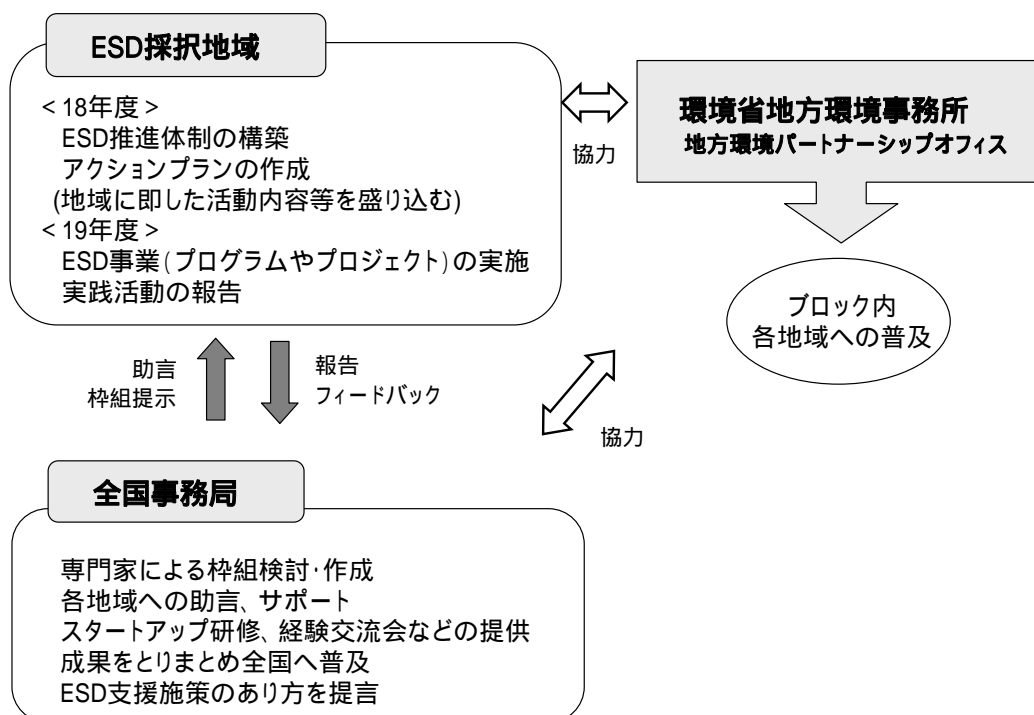 ESD採択地域
<18年度>
ESD推進体制の構築
アクションプランの作成
(地域に即した活動内容等を盛り込む)
<19年度>
ESD事業(プログラムやプロジェクト)の実施
実践活動の報告
協力
環境省地方環境事務所
地方環境パートナーシップオフィス
ブロック内
各地域への普及
助言
枠組提示
報告
フィードバック
協力
全国事務局
専門家による枠組検討・作成
各地域への助言、サポート
スタートアップ研修、経験交流会などの提供
成果をとりまとめ全国へ普及
ESD支援施策のあり方を提言